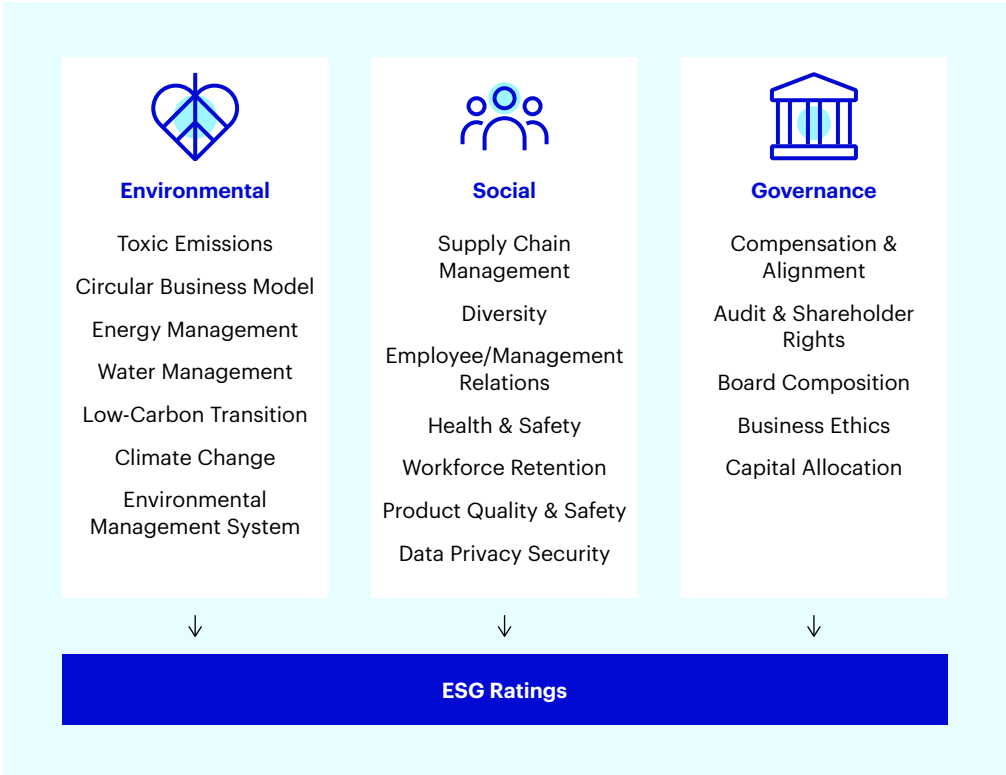 Environmental
Toxic Emissions
Circular Business Model
Energy Management
Water Management
Low-Carbon Transition
Climate Change
Environmental
Management System
Social
Supply Chain
Management
Diversity
Employee/Management
Relations
Health & Safety
Workforce Retention
Product Quality & Safety
Data Privacy Security
Governance
Compensation &
Alignment
Audit & Shareholder
Rights
Board Composition
Business Ethics
Capital Allocation
ESG Ratings